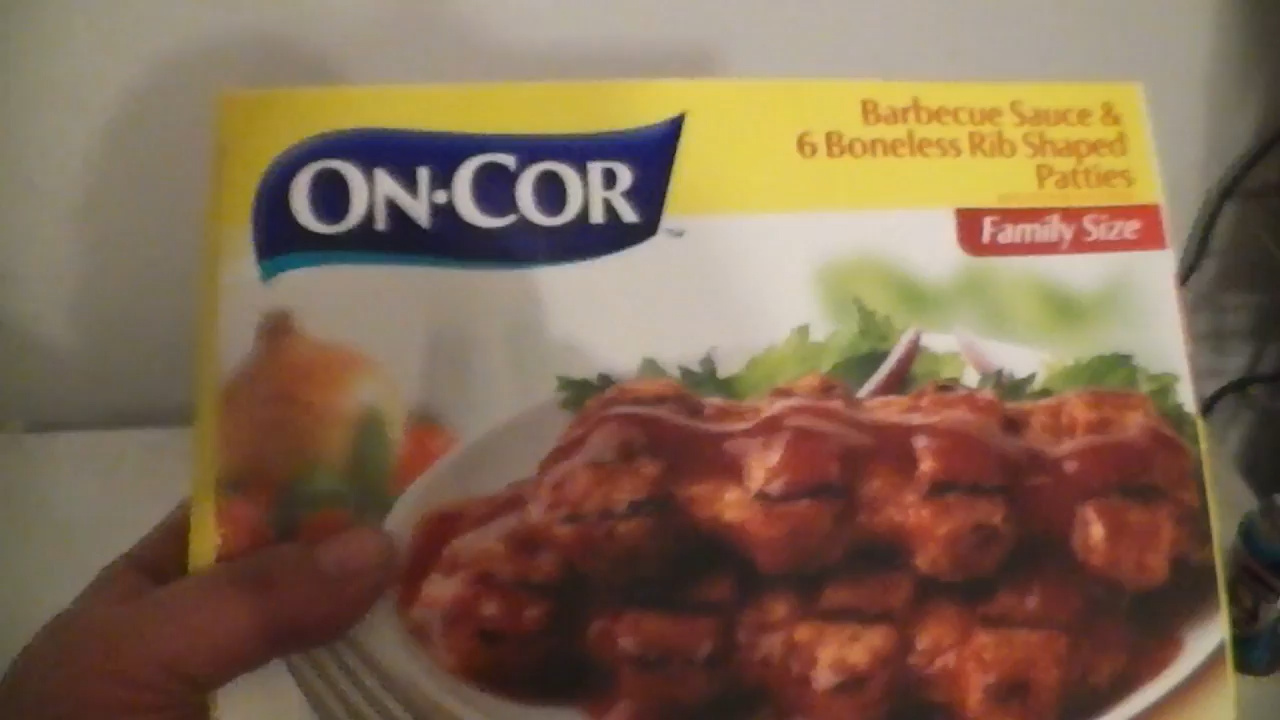 ON·COR
Barbecue Sauce &
6 Boneless Rib Shaped
Patties
Family Size